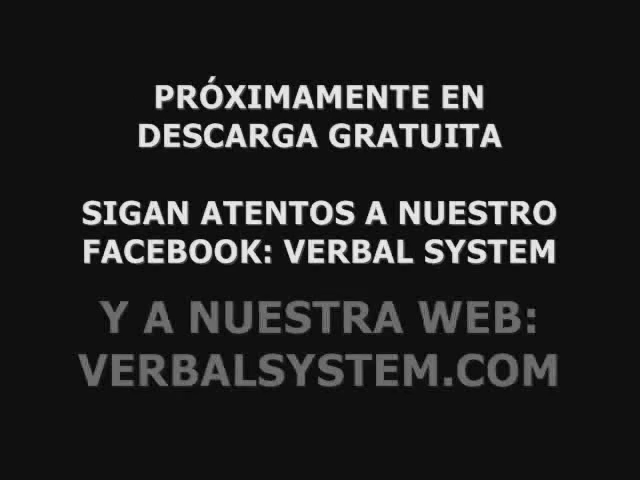 PRÓXIMAMENTE EN
DESCARGA GRATUITA
SIGAN ATENTOS A NUESTRO
FACEBOOK: VERBAL SYSTEM
Y A NUESTRA WEB:
VERBALSYSTEM.COM